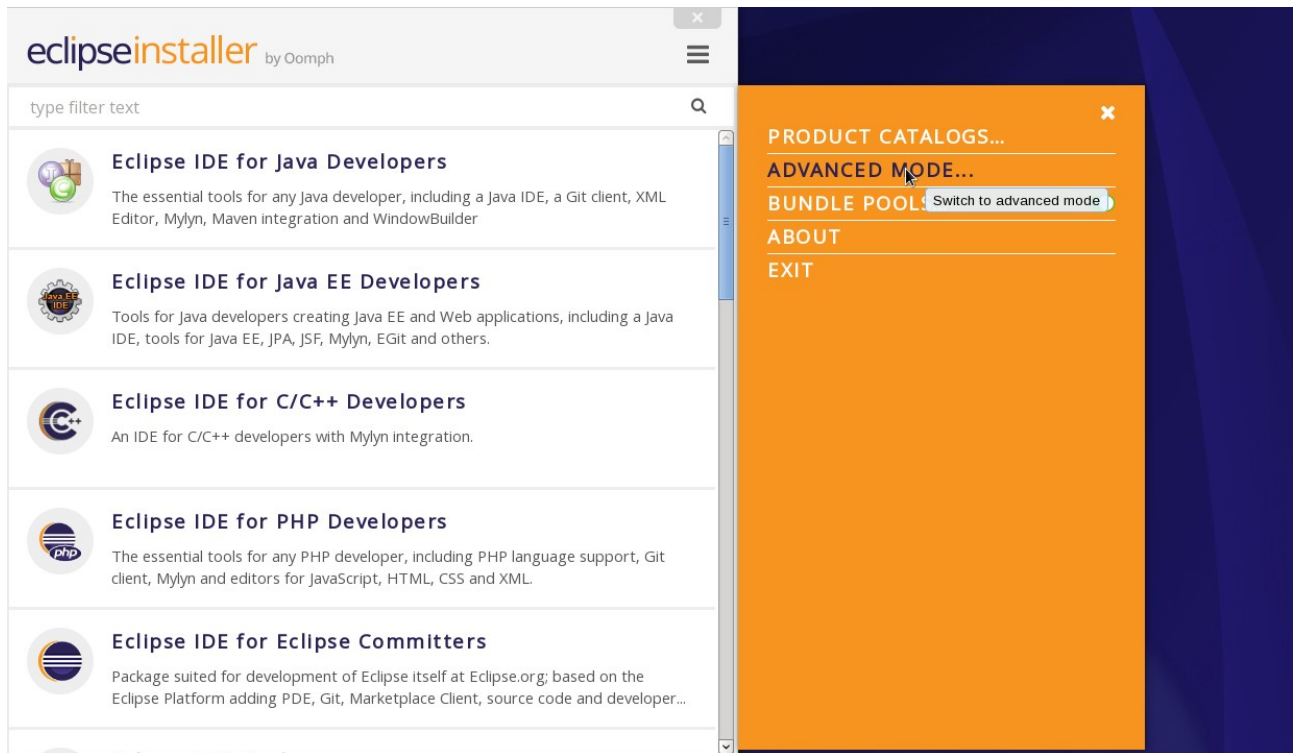 eclipseinstaller by Oomph
type filter text
Eclipse IDE for Java Developers
The essential tools for any Java developer, including a Java IDE, a Git client, XML
Editor, Mylyn, Maven integration and WindowBuilder
Java EE
IDE
Eclipse IDE for Java EE Developers
Tools for Java developers creating Java EE and Web applications, including a Java
IDE, tools for Java EE, JPA, JSF, Mylyn, EGit and others.
C++
Eclipse IDE for C/C++ Developers
An IDE for C/C++ developers with Mylyn integration.
php
Eclipse IDE for PHP Developers
The essential tools for any PHP developer, including PHP language support, Git
client, Mylyn and editors for JavaScript, HTML, CSS and XML.
Eclipse IDE for Eclipse Committers
Package suited for development of Eclipse itself at Eclipse.org; based on the
Eclipse Platform adding PDE, Git, Marketplace Client, source code and developer...
PRODUCT CATALOGS...
ADVANCED MODE...
BUNDLE POOLS
Switch to advanced mode
ABOUT
EXIT